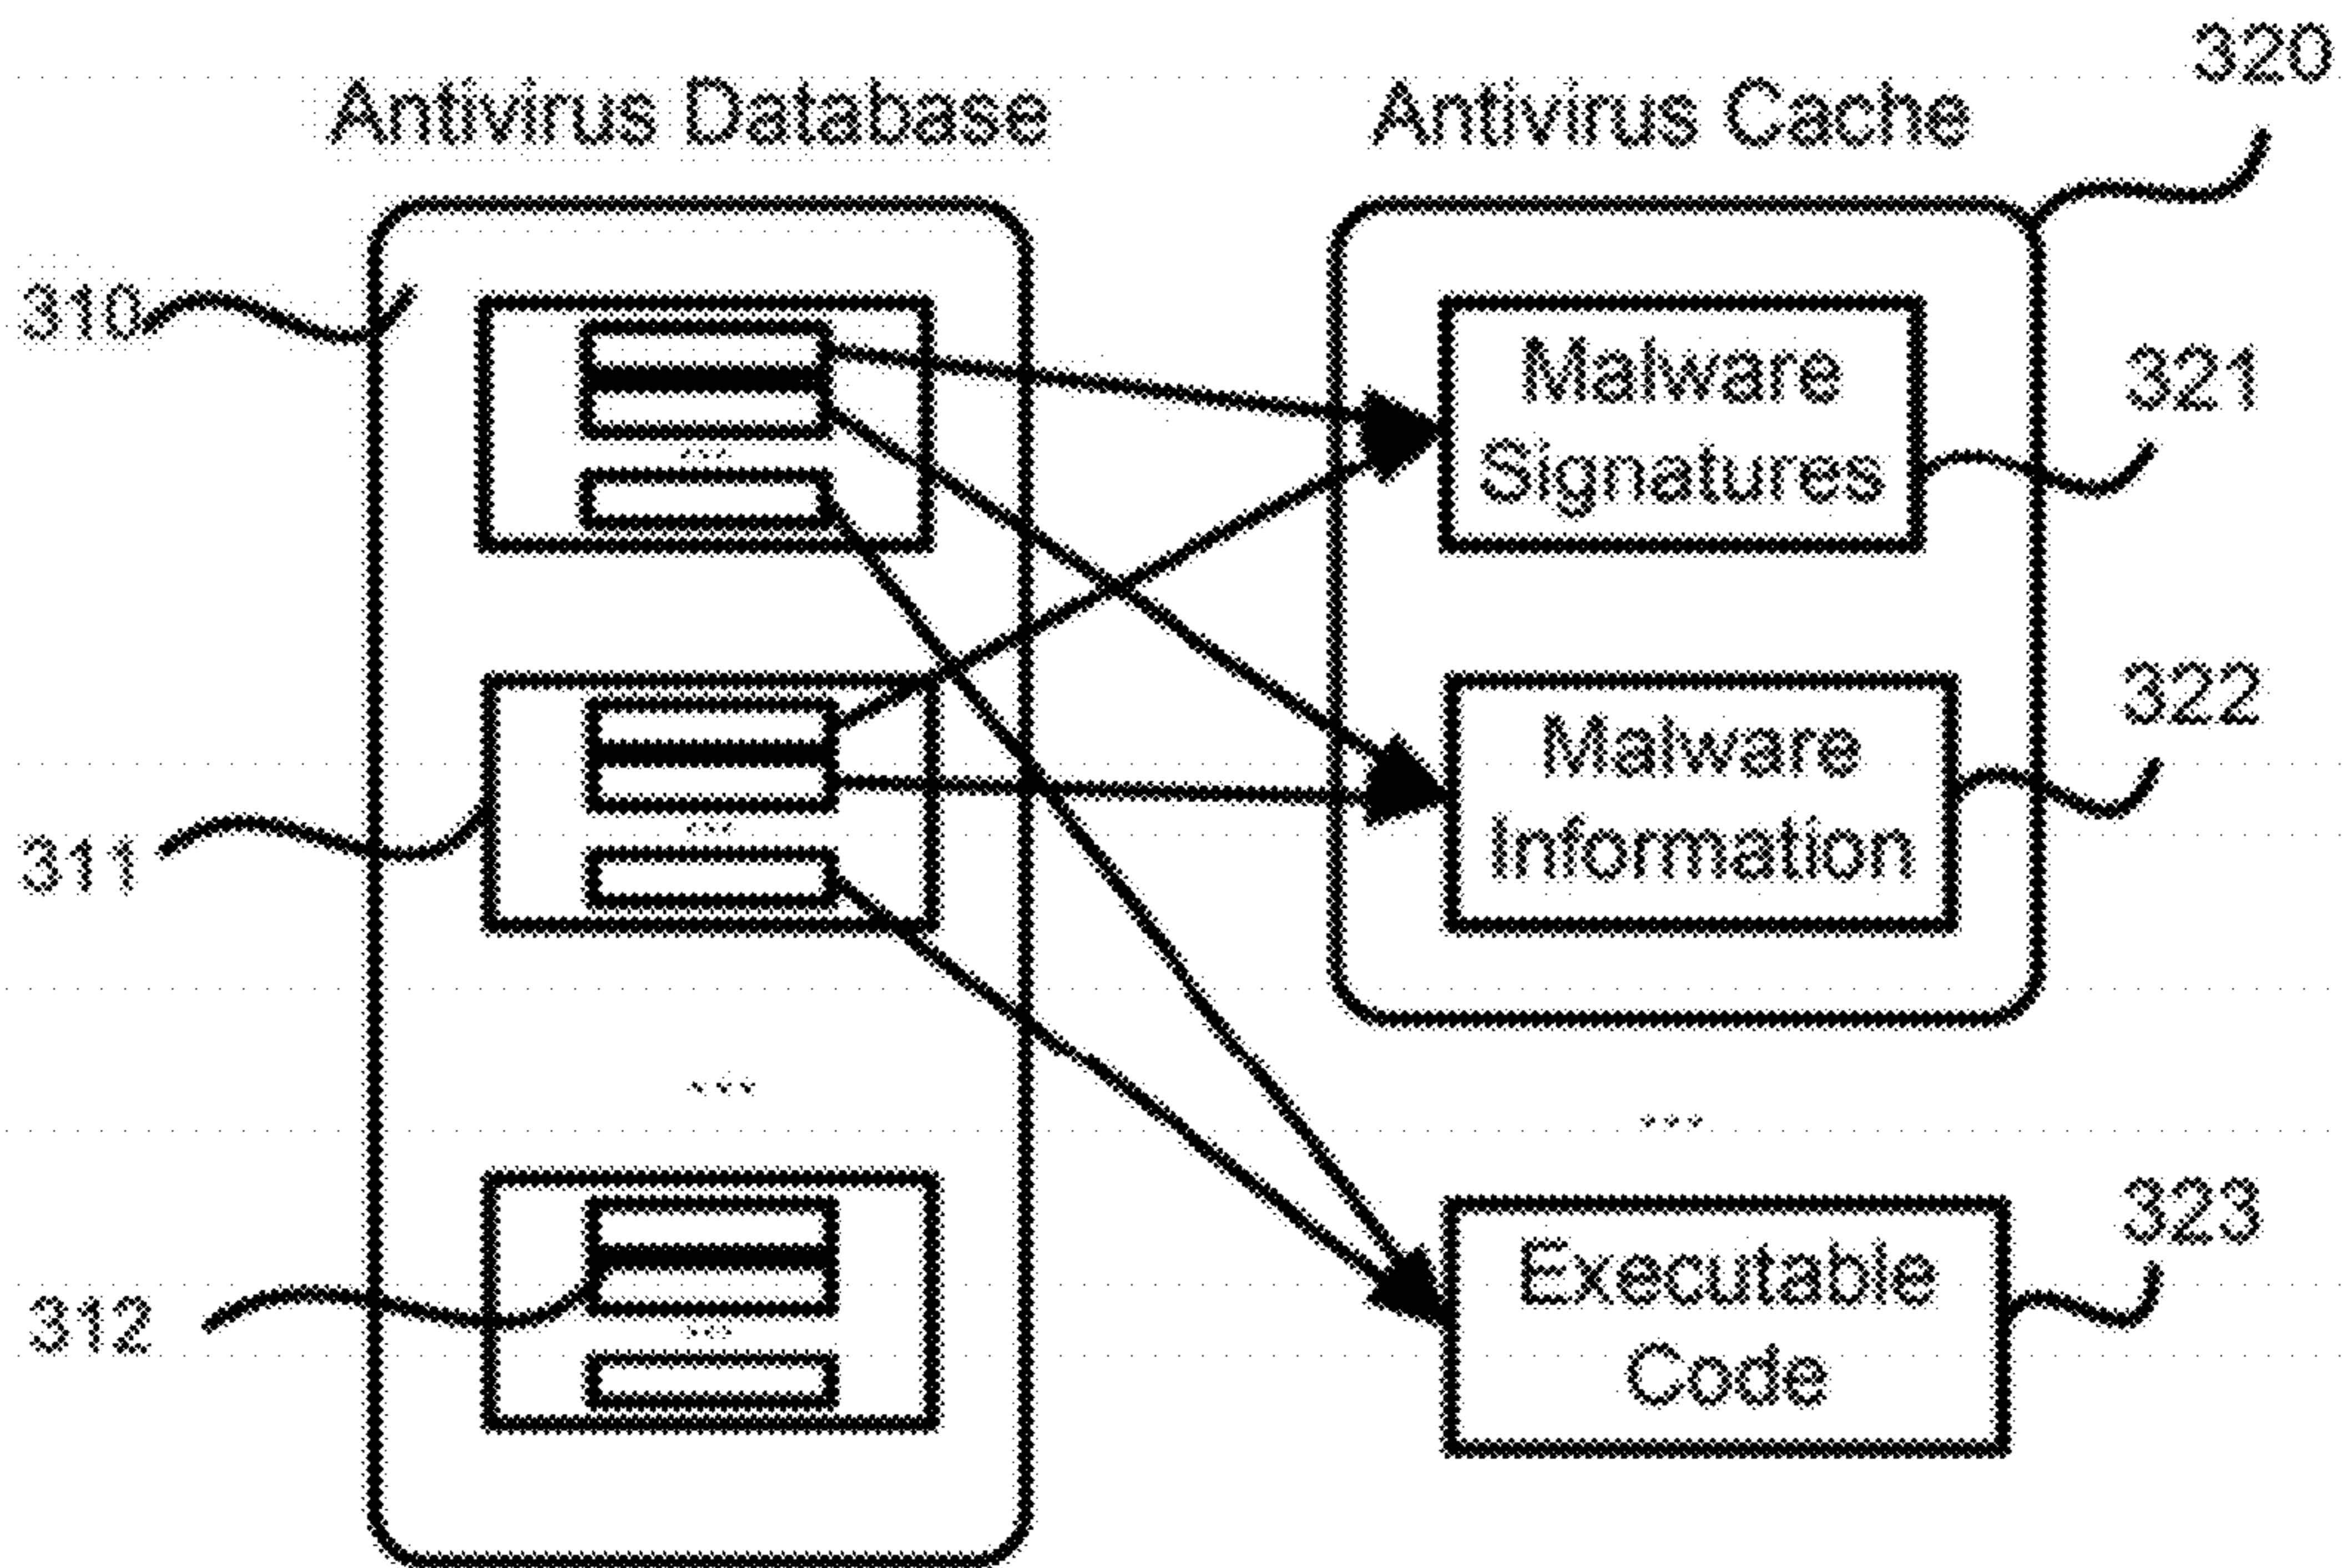 320
Antivirus Database
Antivirus Cache
310
Malware
Signatures
321
...
Malware
Information
322
311
...
...
...
Executable
Code
323
312
...